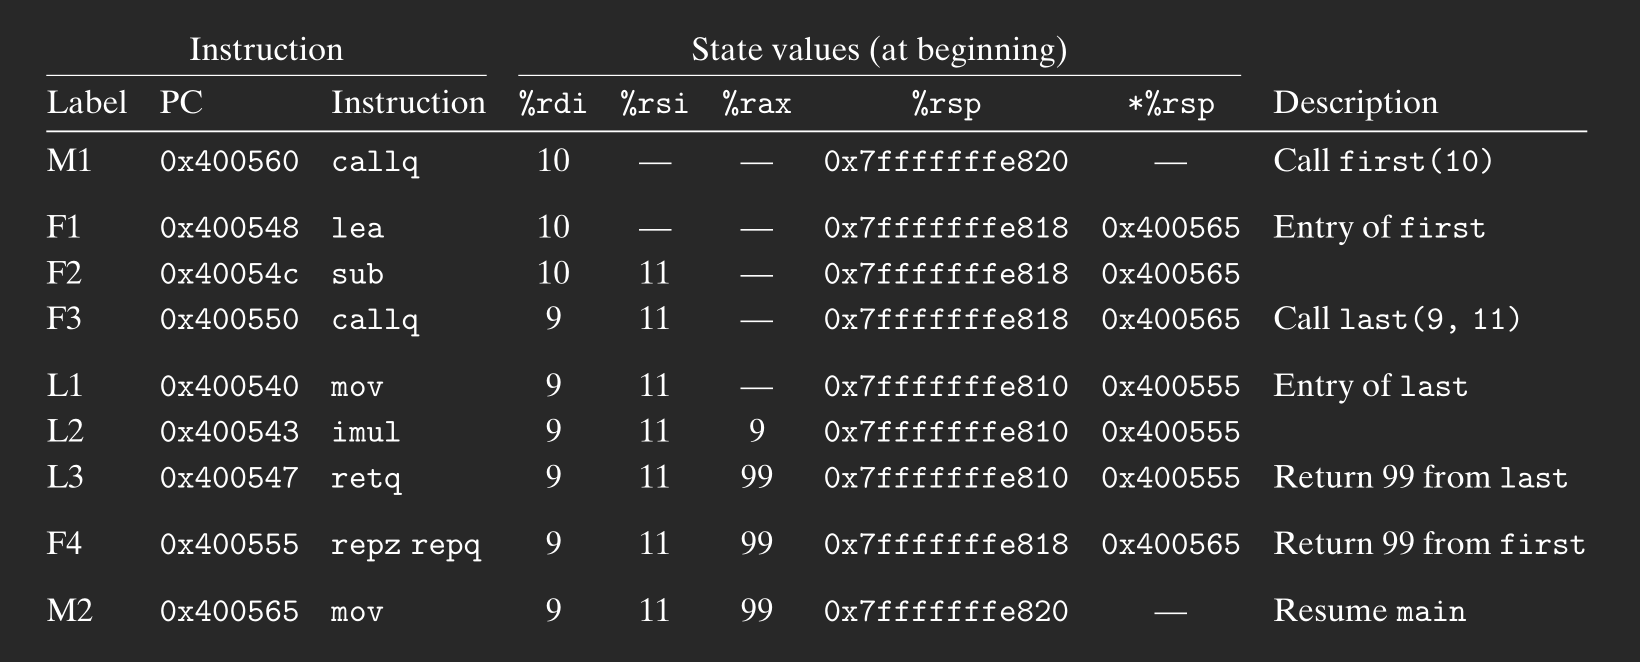 Instruction State values (at beginning)
Label PC Instruction %rdi %rsi %rax %rsp *%rsp Description
M1 0x400560 callq 10 — — 0x7fffffffe820 — Call first(10)
F1 0x400548 lea 10 — — 0x7fffffffe818 0x400565 Entry of first
F2 0x40054c sub 10 11 — 0x7fffffffe818 0x400565
F3 0x400550 callq 9 11 — 0x7fffffffe818 0x400565 Call last(9, 11)
L1 0x400540 mov 9 11 — 0x7fffffffe810 0x400555 Entry of last
L2 0x400543 imul 9 11 9 0x7fffffffe810 0x400555
L3 0x400547 retq 9 11 99 0x7fffffffe810 0x400555 Return 99 from last
F4 0x400555 repz repq 9 11 99 0x7fffffffe818 0x400565 Return 99 from first
M2 0x400565 mov 9 11 99 0x7fffffffe820 — Resume main